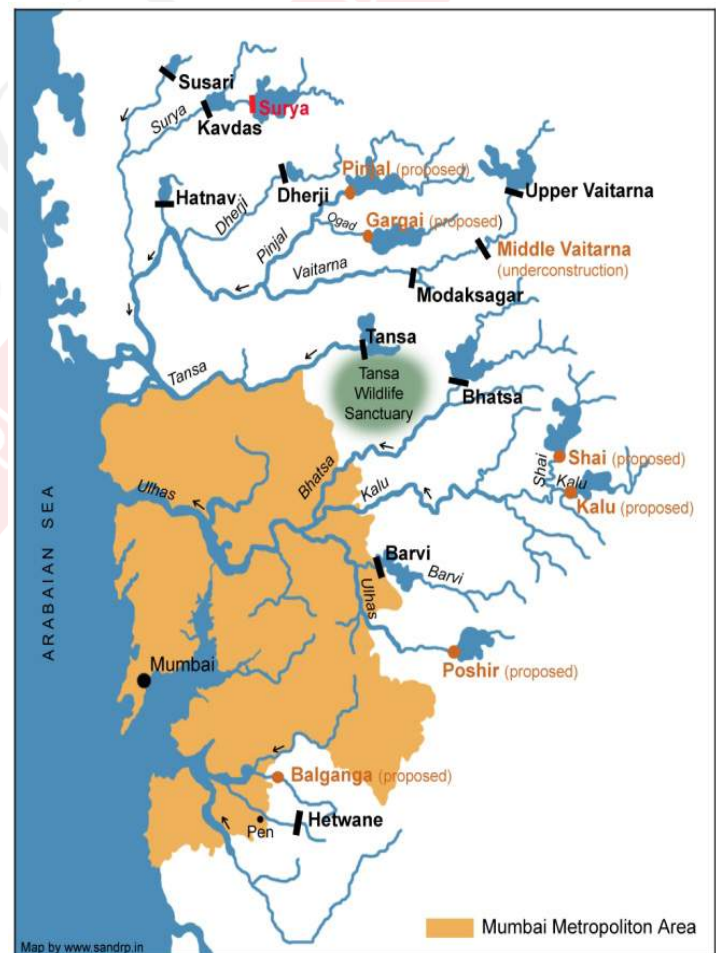 Susari
Surya
Kavdas
Surya
Pinjal (proposed)
Dherji
Upper Vaitarna
Hatnav
Dherji
Ogad
Gargai (proposed)
Pinjal
Middle Vaitarna
(underconstruction)
Vaitarna
Modaksagar
Tansa
Tansa
Tansa
Wildlife
Sanctuary
Bhatsa
Bhatsa
Shai (proposed)
Shai
Kalu
Kalu
Kalu (proposed)
Ulhas
ARABAIAN SEA
Barvi
Barvi
Ulhas
Mumbai
Poshir (proposed)
Balganga (proposed)
Pen
Hetwane
Mumbai Metropoliton Area
Map by www.sandrp.in